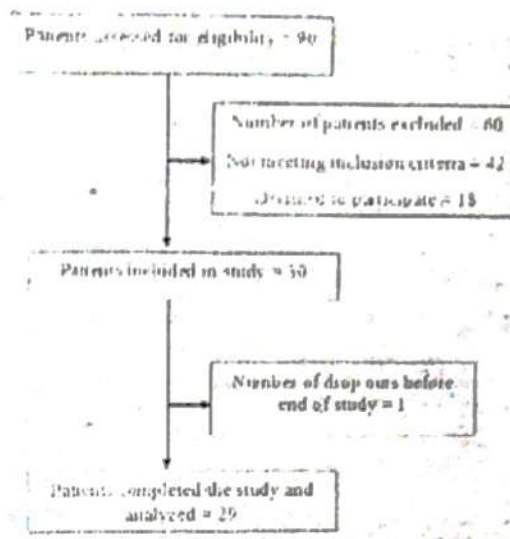 Patients assessed for eligibility = 90
Number of patients excluded = 60
Not meeting inclusion criteria = 42
Declined to participate = 18
Patients included in study = 30
Number of drop outs before
end of study = 1
Patients completed the study and
analyzed = 29